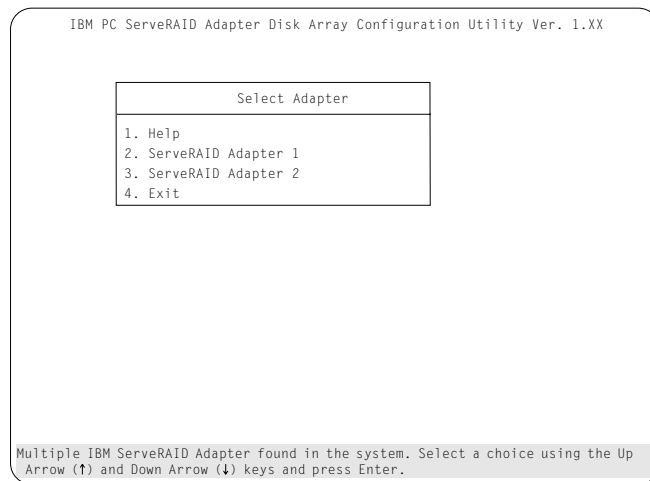 IBM PC ServeRAID Adapter Disk Array Configuration Utility Ver. 1.XX
Select Adapter
1. Help
2. ServeRAID Adapter 1
3. ServeRAID Adapter 2
4. Exit
Multiple IBM ServeRAID Adapter found in the system. Select a choice using the Up
Arrow (↑) and Down Arrow (↓) keys and press Enter.